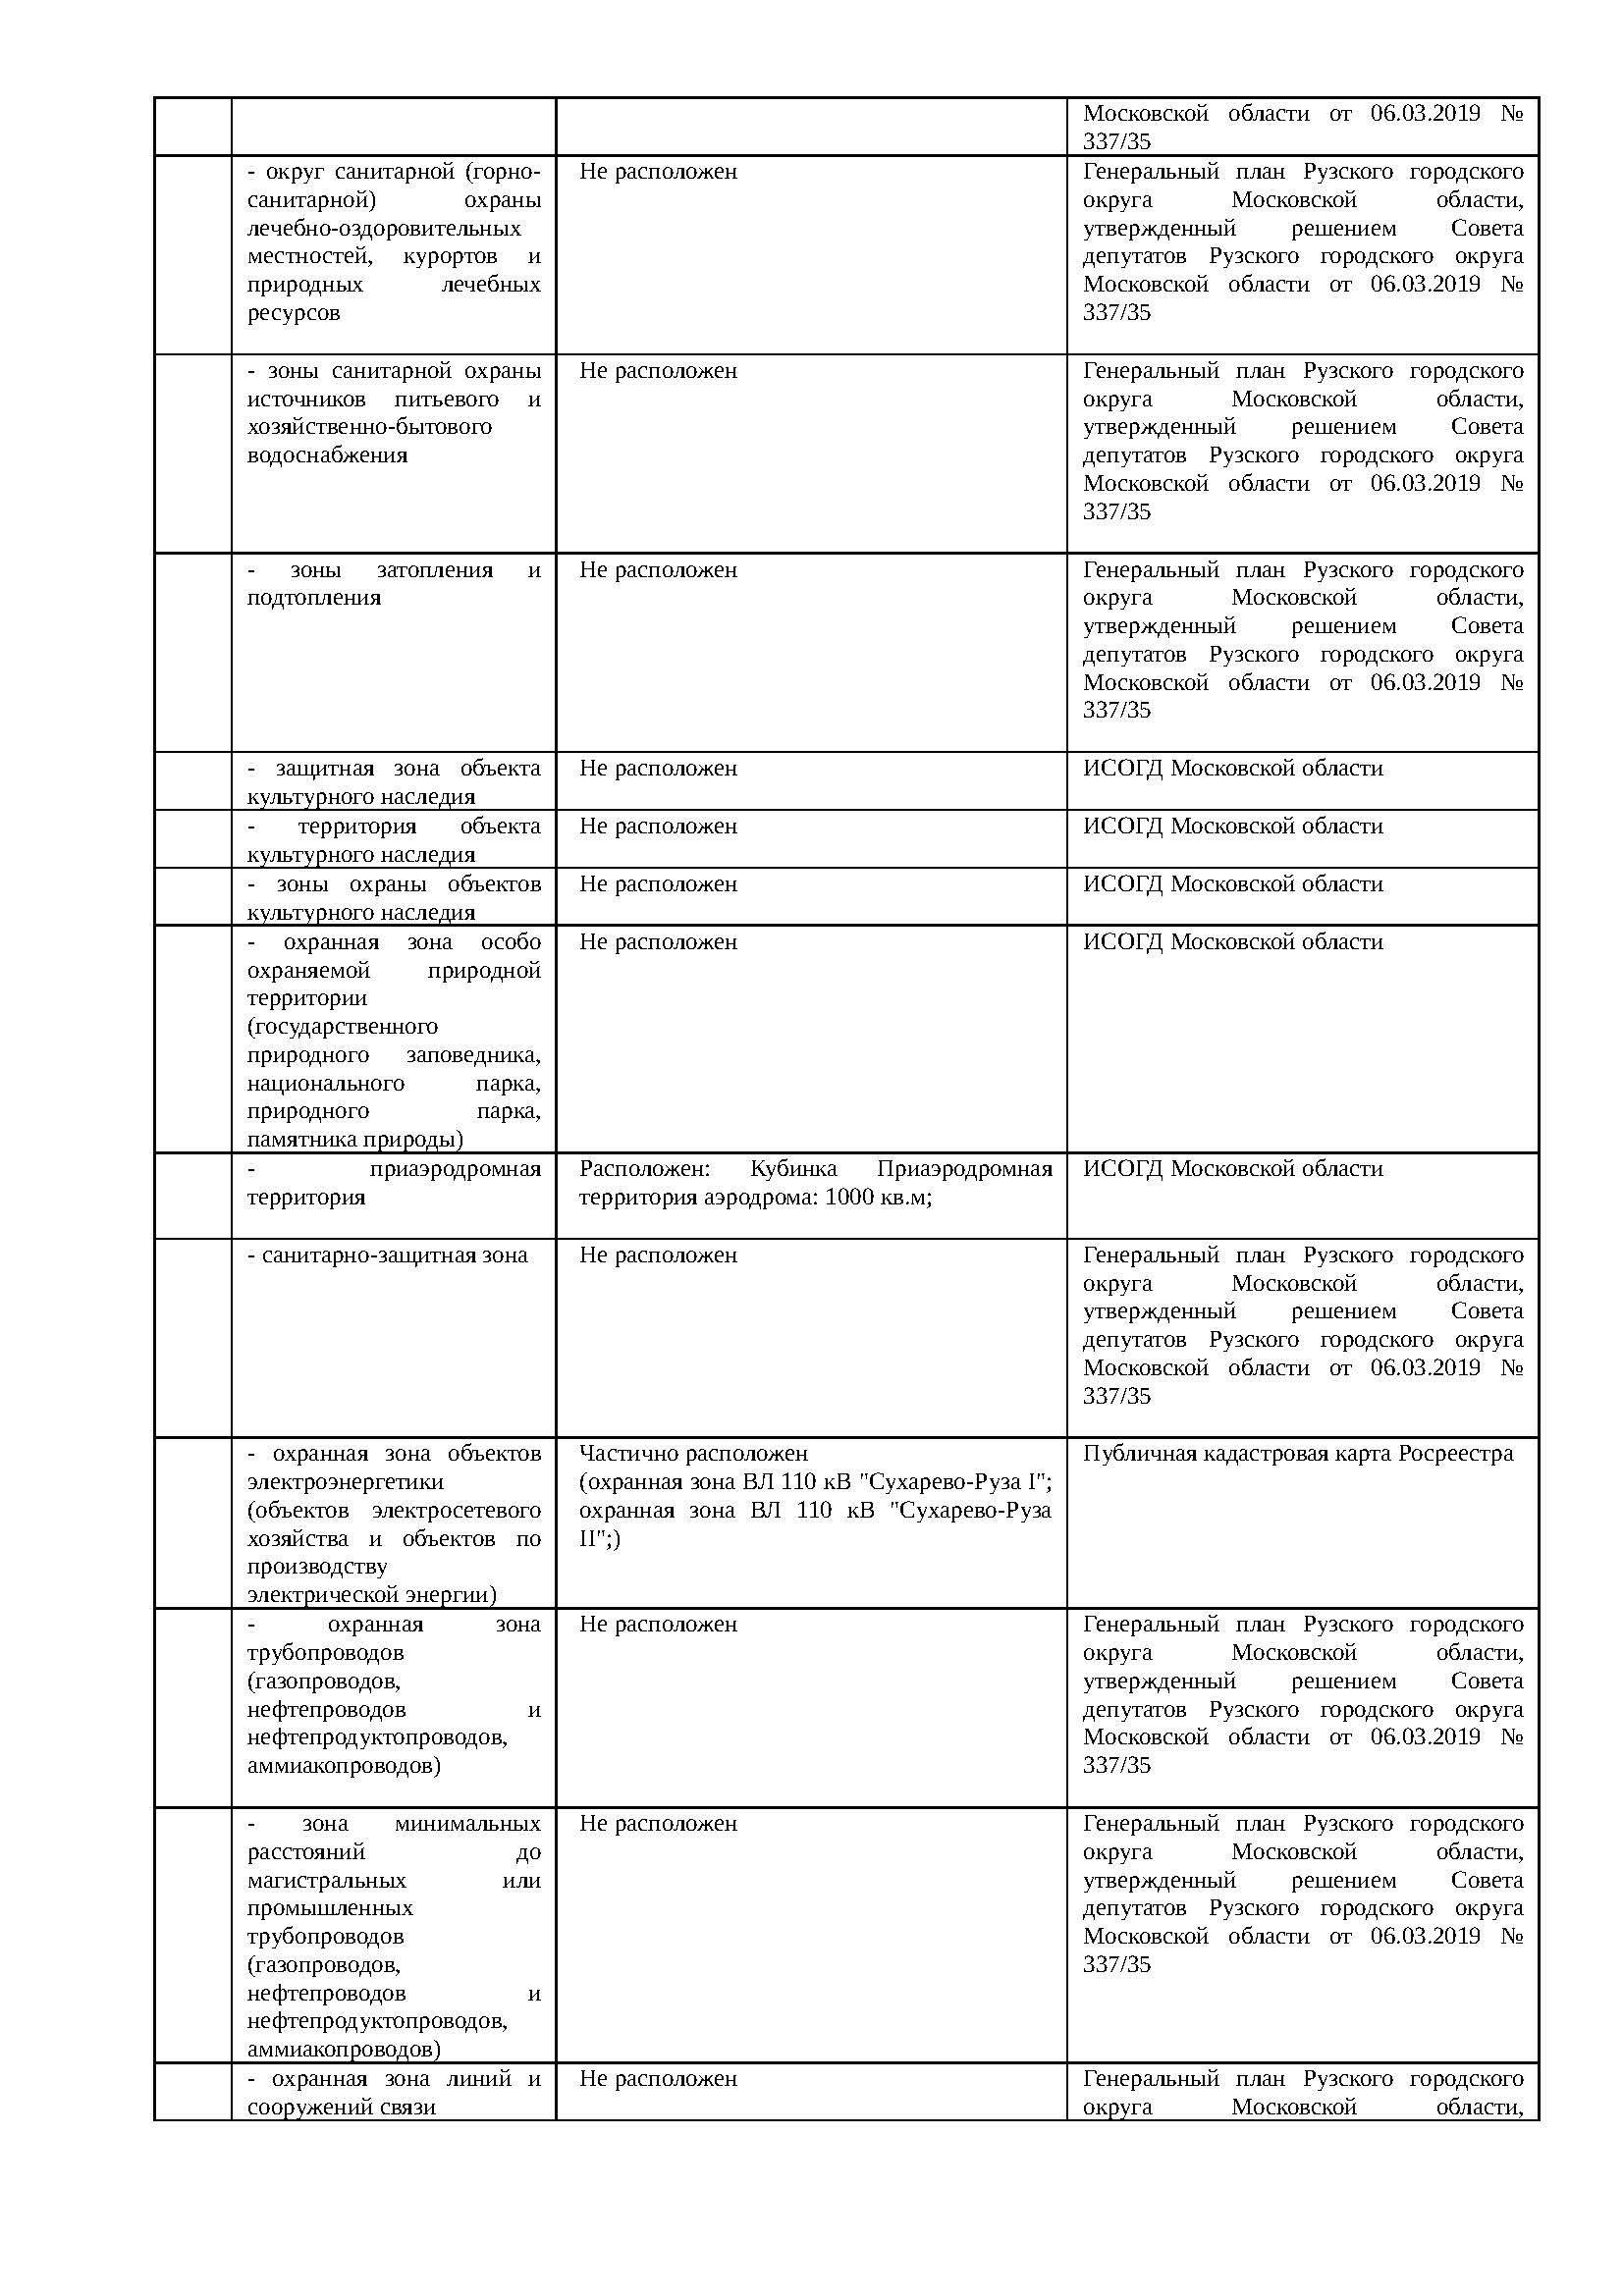 Московской области от 06.03.2019 №
337/35
- округ санитарной (горно-
санитарной) охраны
лечебно-оздоровительных
местностей, курортов и
природных лечебных
ресурсов
Не расположен
Генеральный план Рузского городского
округа Московской области,
утвержденный решением Совета
депутатов Рузского городского округа
Московской области от 06.03.2019 №
337/35
- зоны санитарной охраны
источников питьевого и
хозяйственно-бытового
водоснабжения
Не расположен
Генеральный план Рузского городского
округа Московской области,
утвержденный решением Совета
депутатов Рузского городского округа
Московской области от 06.03.2019 №
337/35
- зоны затопления и
подтопления
Не расположен
Генеральный план Рузского городского
округа Московской области,
утвержденный решением Совета
депутатов Рузского городского округа
Московской области от 06.03.2019 №
337/35
- защитная зона объекта
культурного наследия
Не расположен
ИСОГД Московской области
- территория объекта
культурного наследия
Не расположен
ИСОГД Московской области
- зоны охраны объектов
культурного наследия
Не расположен
ИСОГД Московской области
- охранная зона особо
охраняемой природной
территории
(государственного
природного заповедника,
национального парка,
природного парка,
памятника природы)
Не расположен
ИСОГД Московской области
- приаэродромная
территория
Расположен: Кубинка Приаэродромная
территория аэродрома: 1000 кв.м;
ИСОГД Московской области
- санитарно-защитная зона
Не расположен
Генеральный план Рузского городского
округа Московской области,
утвержденный решением Совета
депутатов Рузского городского округа
Московской области от 06.03.2019 №
337/35
- охранная зона объектов
электроэнергетики
(объектов электросетевого
хозяйства и объектов по
производству
электрической энергии)
Частично расположен
(охранная зона ВЛ 110 кВ "Сухарево-Руза I";
охранная зона ВЛ 110 кВ "Сухарево-Руза
II";)
Публичная кадастровая карта Росреестра
- охранная зона
трубопроводов
(газопроводов,
нефтепроводов и
нефтепродуктопроводов,
аммиакопроводов)
Не расположен
Генеральный план Рузского городского
округа Московской области,
утвержденный решением Совета
депутатов Рузского городского округа
Московской области от 06.03.2019 №
337/35
- зона минимальных
расстояний до
магистральных или
промышленных
трубопроводов
(газопроводов,
нефтепроводов и
нефтепродуктопроводов,
аммиакопроводов)
Не расположен
Генеральный план Рузского городского
округа Московской области,
утвержденный решением Совета
депутатов Рузского городского округа
Московской области от 06.03.2019 №
337/35
- охранная зона линий и
сооружений связи
Не расположен
Генеральный план Рузского городского
округа Московской области,